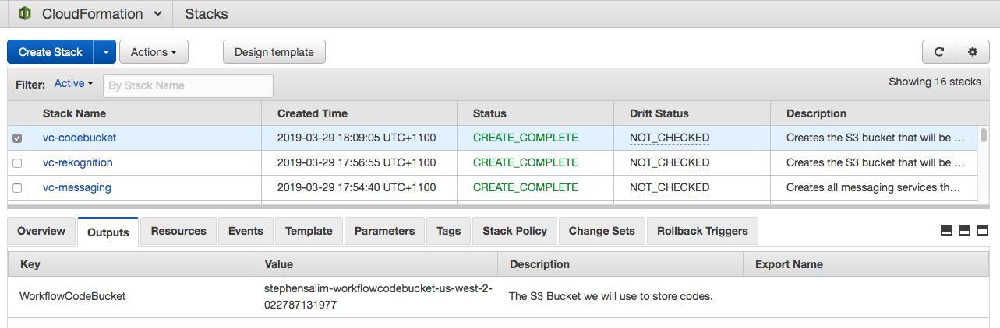 CloudFormation Stacks
Create Stack Actions Design template
Filter: Active By Stack Name Showing 16 stacks
Stack Name Created Time Status Drift Status Description
vc-codebucket 2019-03-29 18:09:05 UTC+1100 CREATE_COMPLETE NOT_CHECKED Creates the S3 bucket that will be ...
vc-rekognition 2019-03-29 17:56:55 UTC+1100 CREATE_COMPLETE NOT_CHECKED Creates the S3 bucket that will be ...
vc-messaging 2019-03-29 17:54:40 UTC+1100 CREATE_COMPLETE NOT_CHECKED Creates all messaging services th...
Overview Outputs Resources Events Template Parameters Tags Stack Policy Change Sets Rollback Triggers
Key Value Description Export Name
WorkflowCodeBucket stephensalim-workflowcodebucket-us-west-2-
022787131977 The S3 Bucket we will use to store codes.